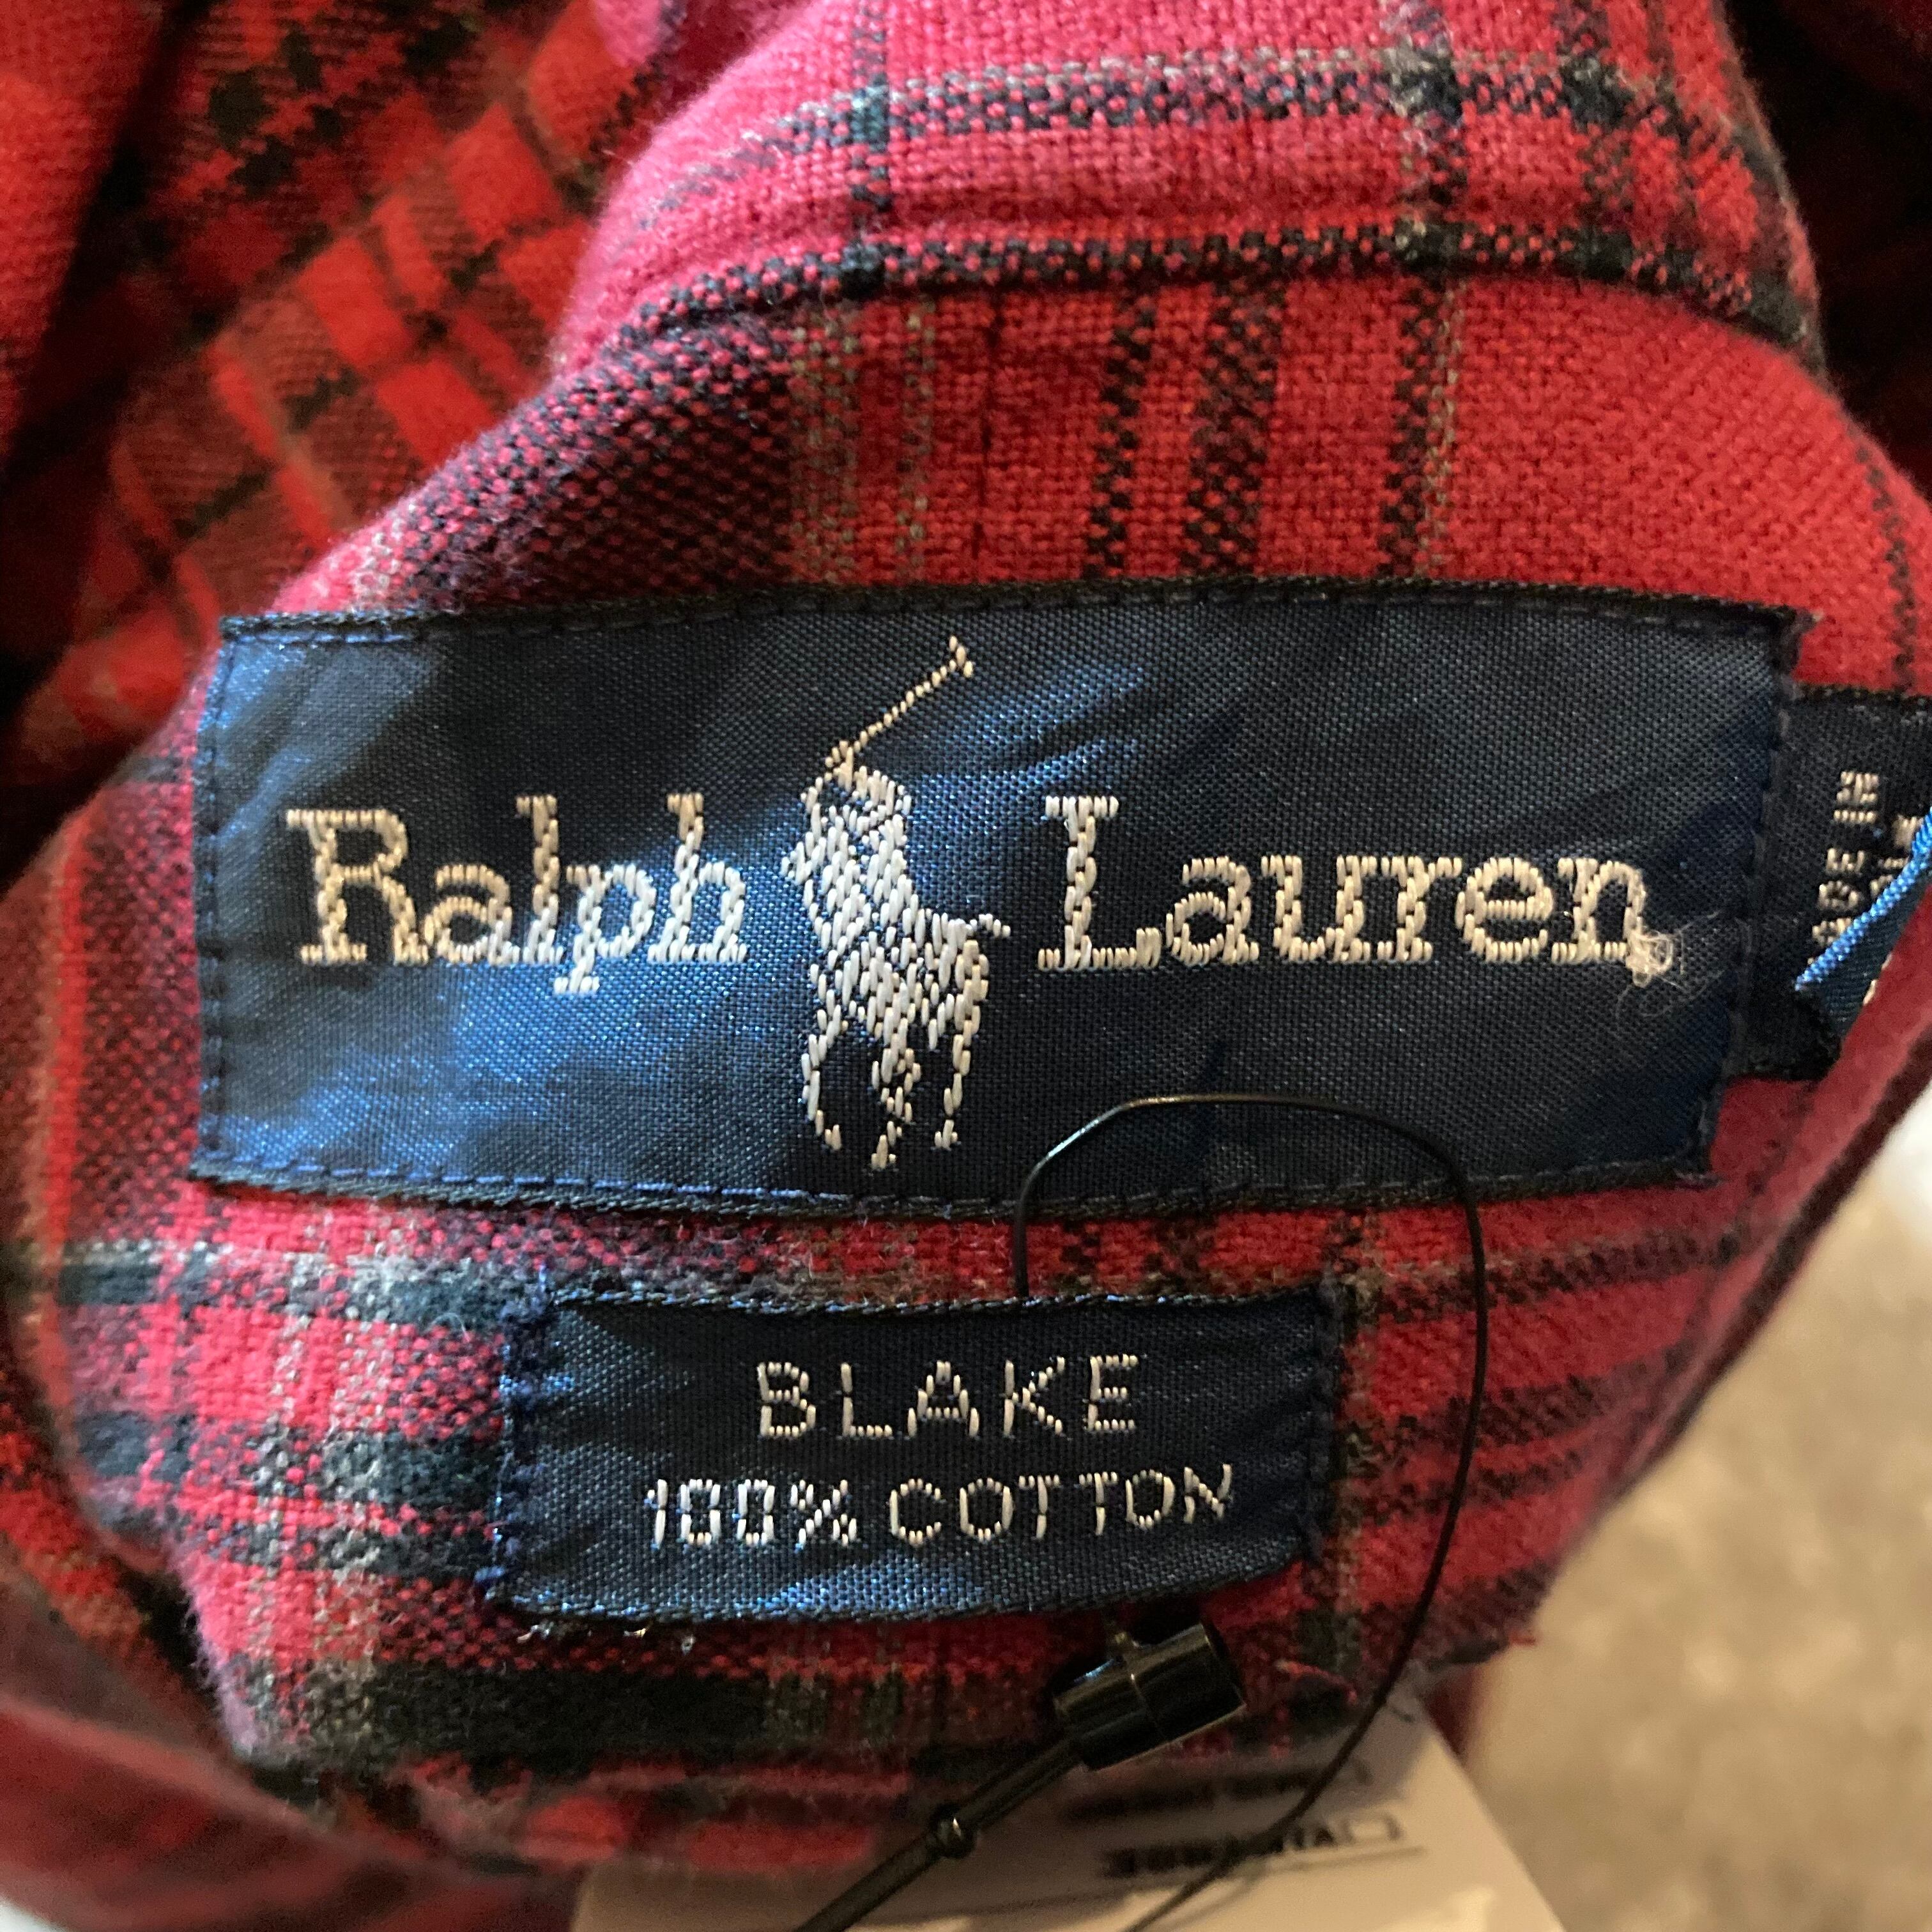 Ralph Lauren
BLAKE
100% COTTON